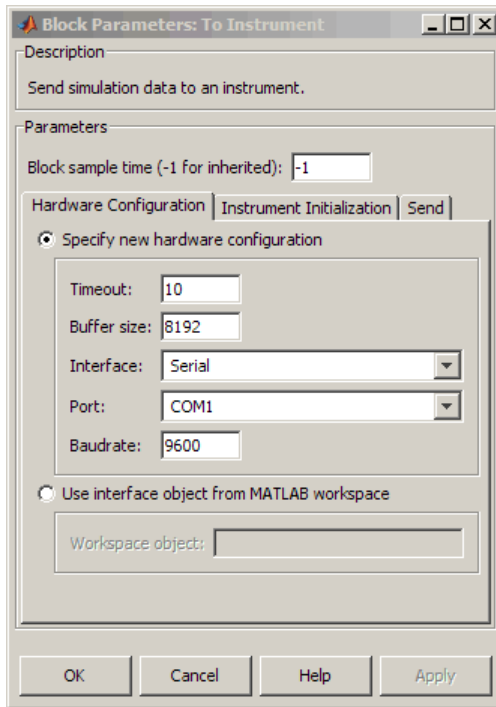 Block Parameters: To Instrument
Description
Send simulation data to an instrument.
Parameters
Block sample time (-1 for inherited): -1
Hardware Configuration Instrument Initialization Send
Specify new hardware configuration
Timeout: 10
Buffer size: 8192
Interface: Serial
Port: COM1
Baudrate: 9600
Use interface object from MATLAB workspace
Workspace object:
OK Cancel Help Apply